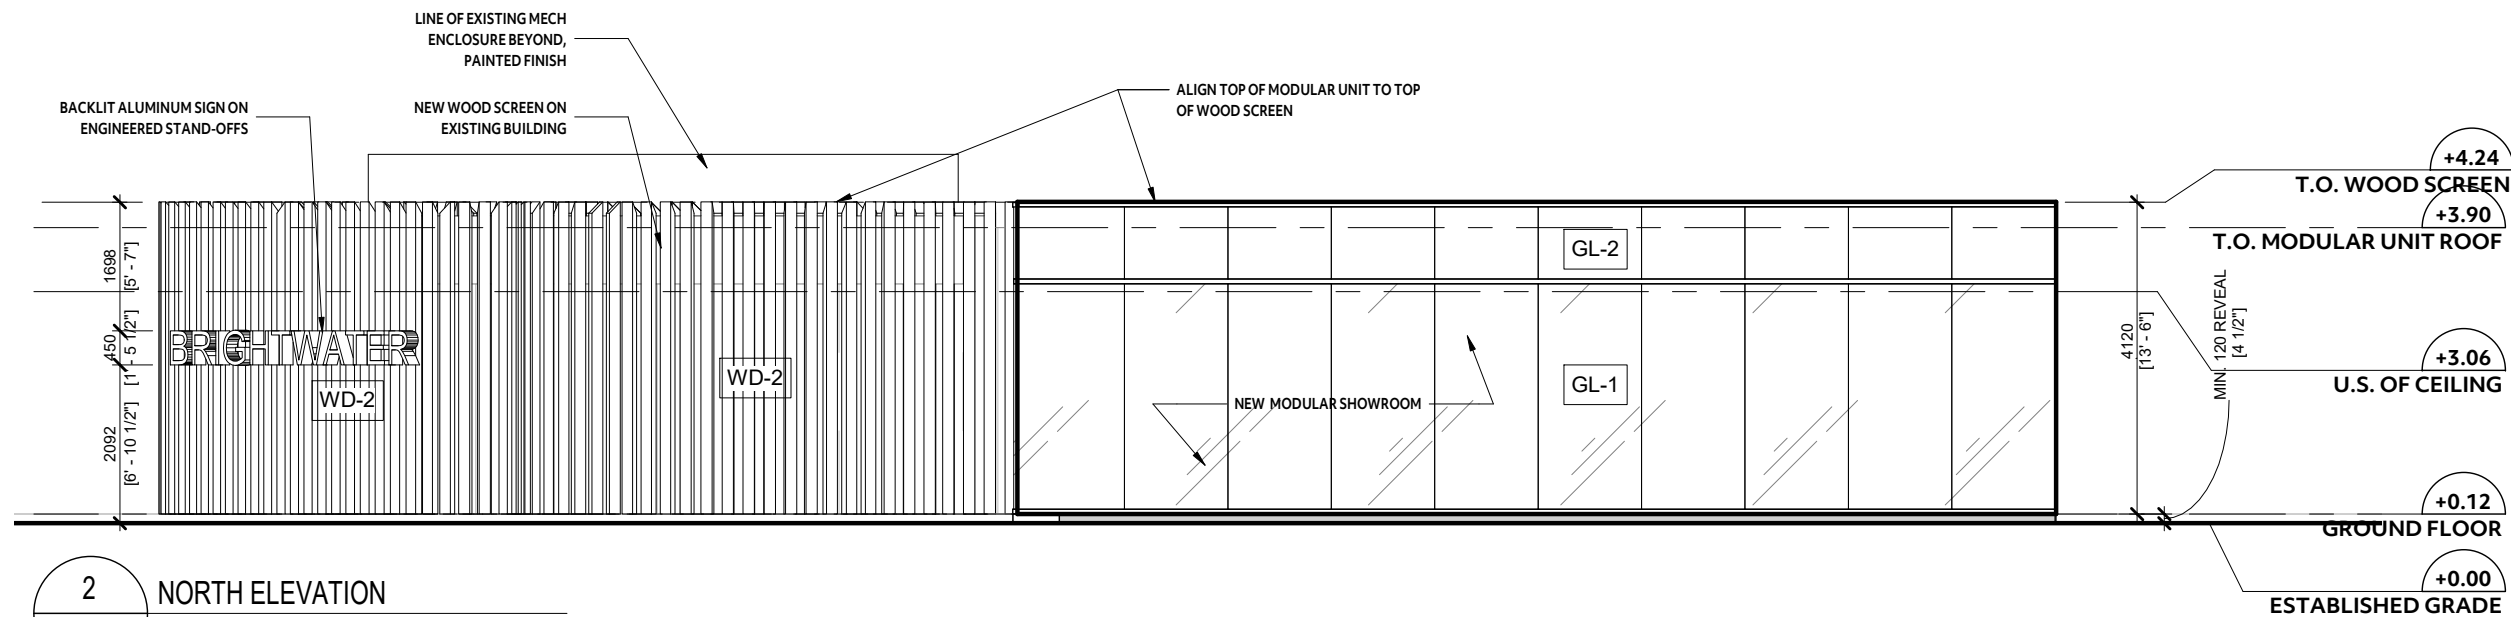 LINE OF EXISTING MECH
ENCLOSURE BEYOND,
PAINTED FINISH
BACKLIT ALUMINUM SIGN ON
ENGINEERED STAND-OFFS
NEW WOOD SCREEN ON
EXISTING BUILDING
ALIGN TOP OF MODULAR UNIT TO TOP
OF WOOD SCREEN
+4.24
T.O. WOOD SCREEN
+3.90
T.O. MODULAR UNIT ROOF
GL-2
1698
[5' - 7"]
450
[1' - 5 1/2"]
2092
[6' - 10 1/2"]
BRIGHTWATER
WD-2
WD-2
GL-1
NEW MODULAR SHOWROOM
4120
[13' - 6"]
MIN. 120 REVEAL
[4 1/2"]
+3.06
U.S. OF CEILING
+0.12
GROUND FLOOR
+0.00
ESTABLISHED GRADE
2
NORTH ELEVATION